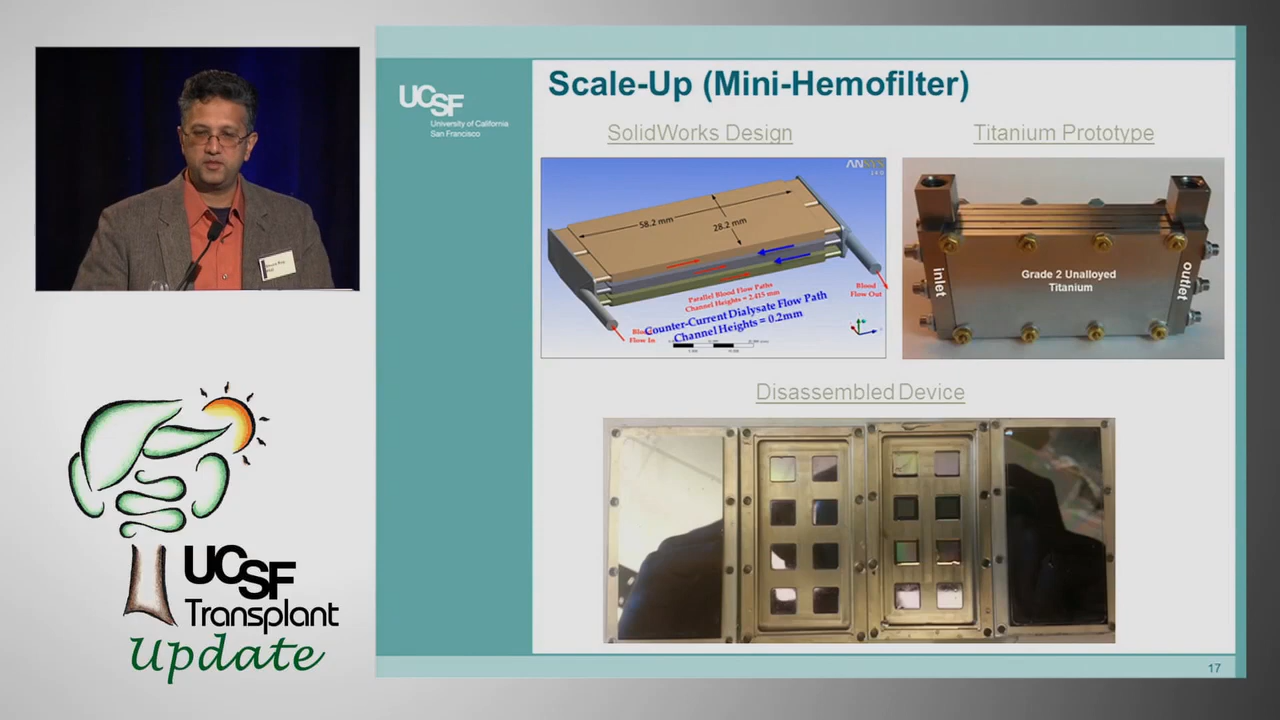 UCSF
University of California
San Francisco
Scale-Up (Mini-Hemofilter)
SolidWorks Design
Titanium Prototype
ANSYS
14.0
58.2 mm
28.2 mm
Parallel Blood Flow Paths
Channel Heights = 2.415 mm
Counter-Current Dialysate Flow Path
Channel Heights = 0.2mm
Blood
Flow In
Blood
Flow Out
Grade 2 Unalloyed
Titanium
inlet
outlet
Disassembled Device
UCSF
Transplant
Update
17